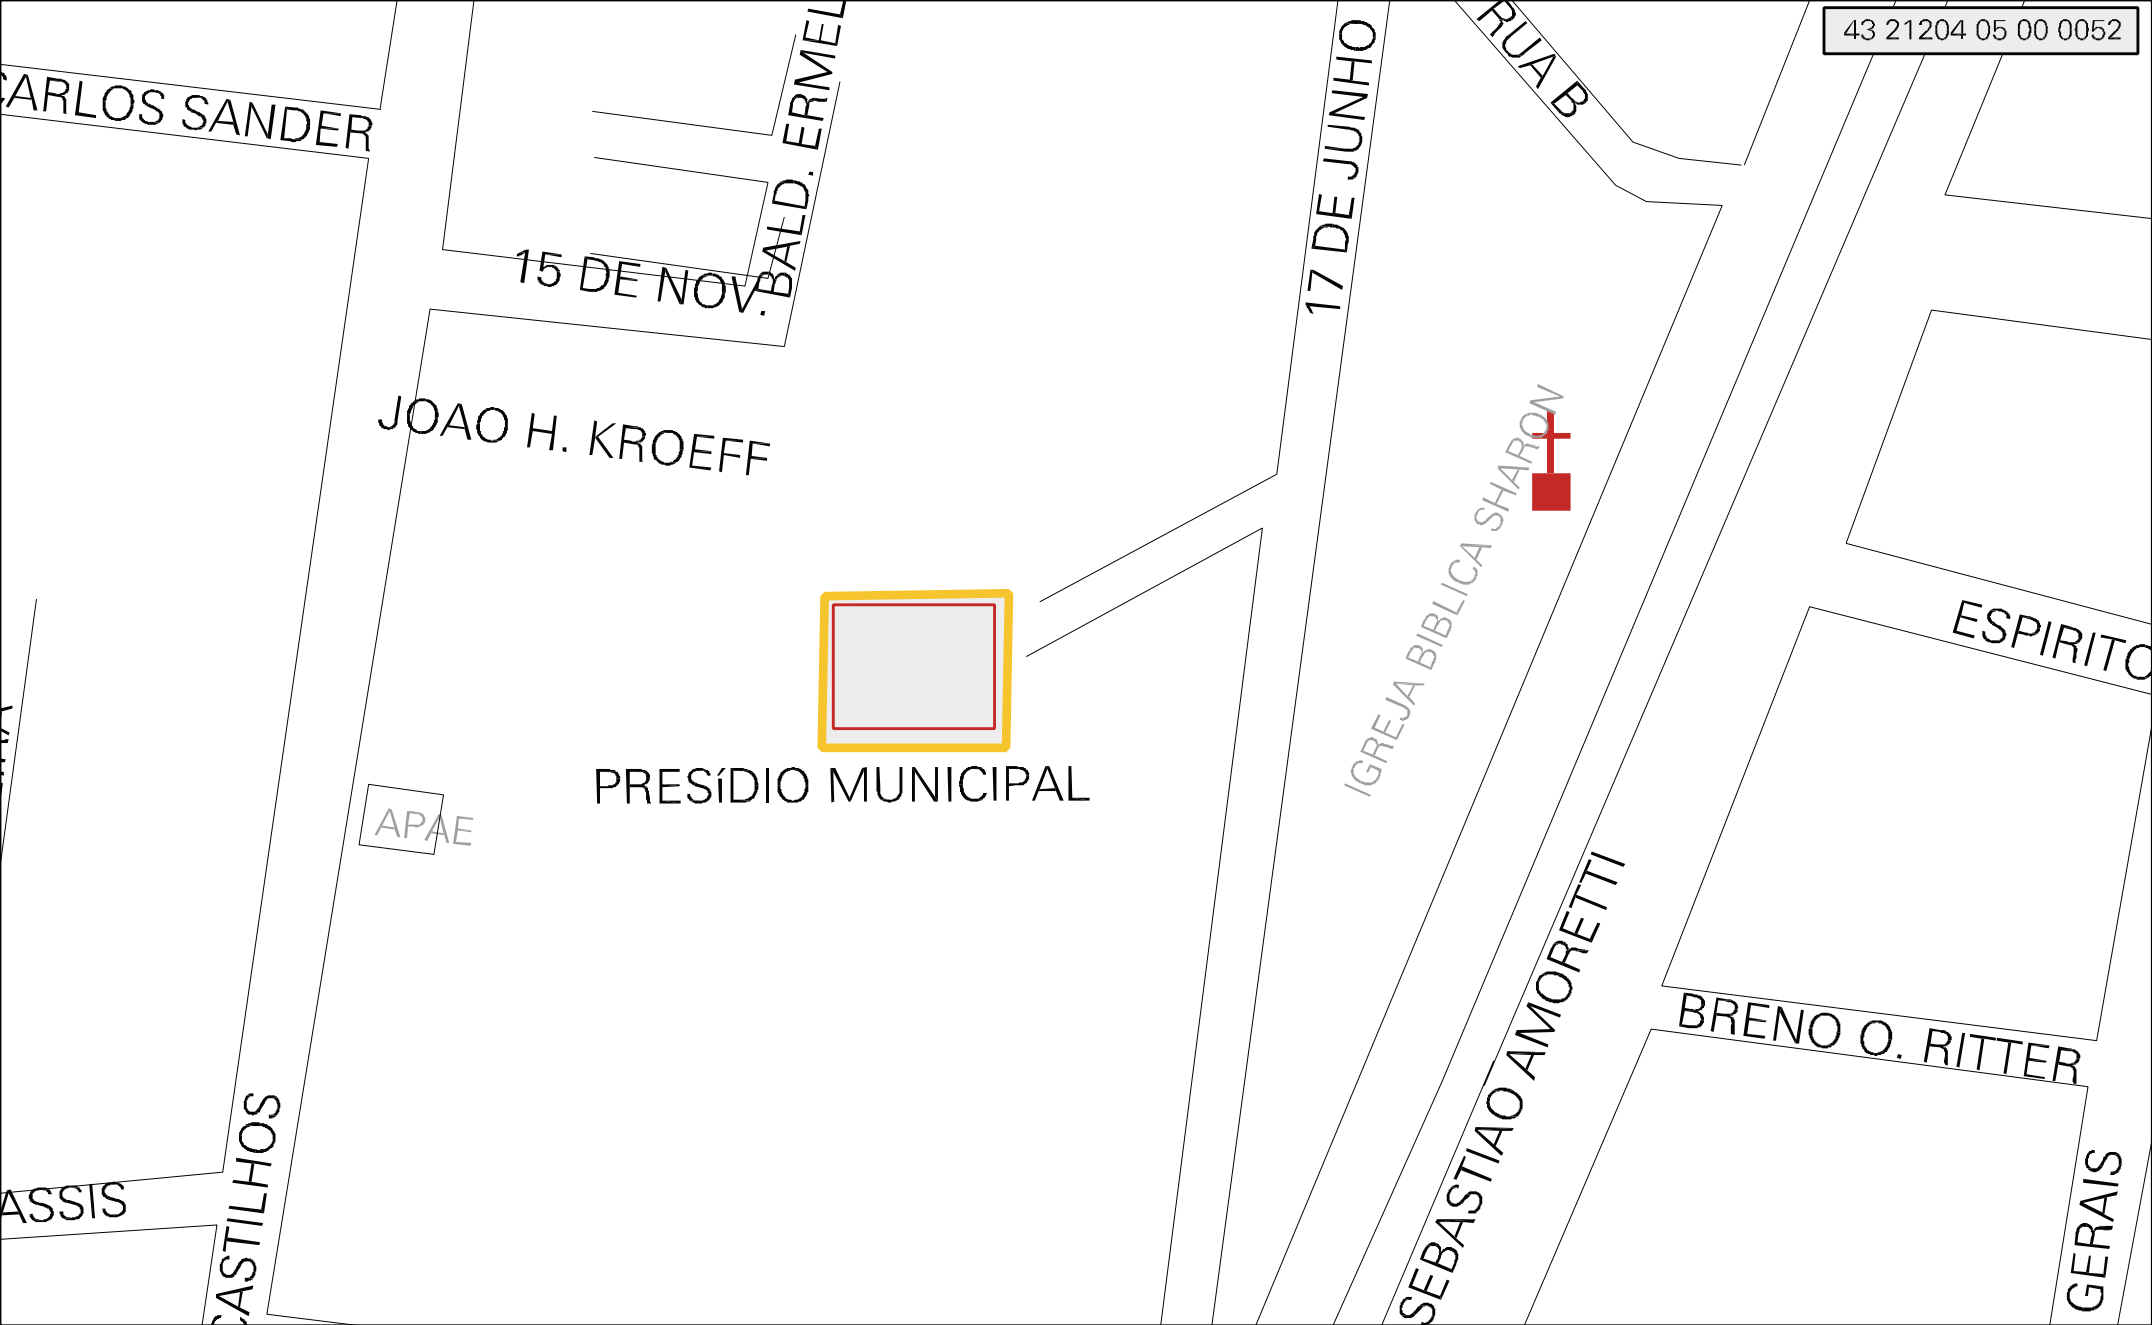 43 21204 05 00 0052
RUA B
CARLOS SANDER
BALD. ERMEL
17 DE JUNHO
15 DE NOV.
JOAO H. KROEFF
IGREJA BIBLICA SHARON
ESPIRITO
PRESíDIO MUNICIPAL
APAE
SEBASTIAO AMORETTI
BRENO O. RITTER
CASTILHOS
ASSIS
GERAIS